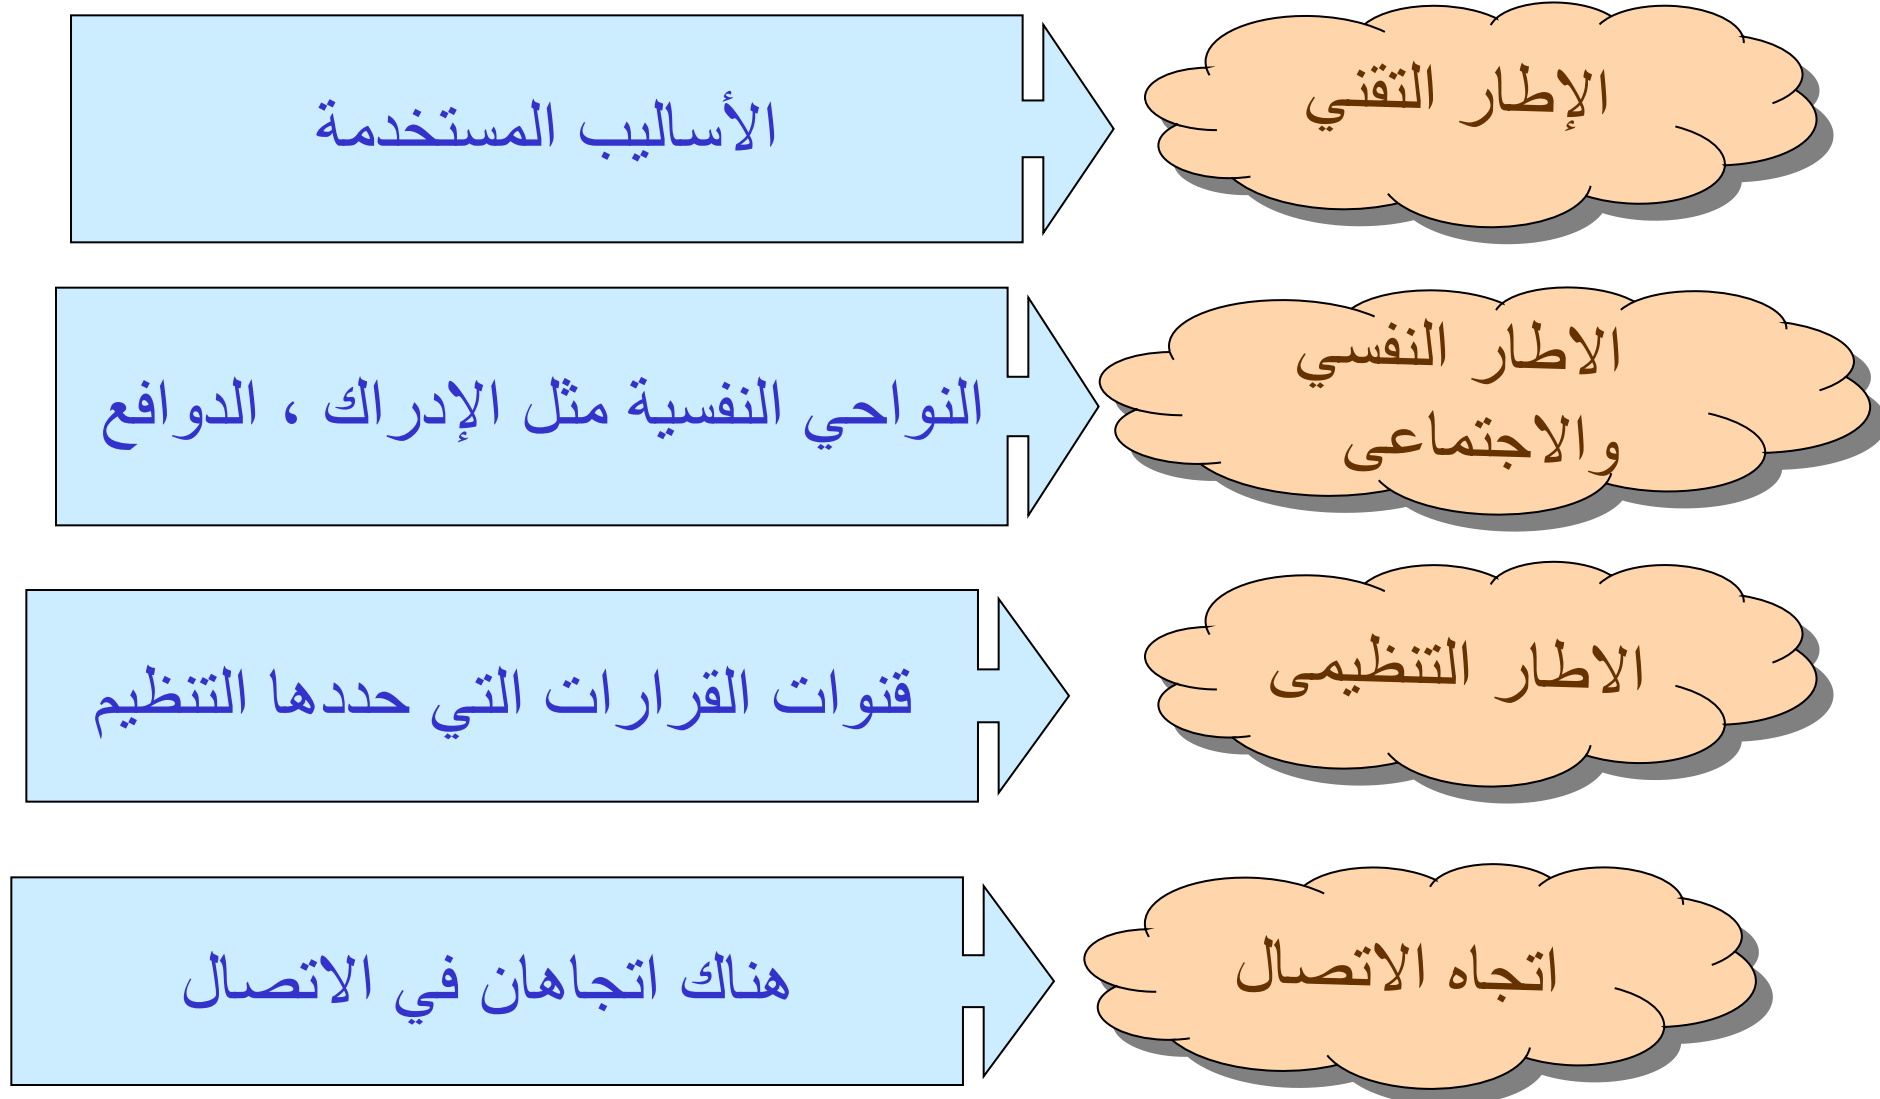 الإطار التقني
الأساليب المستخدمة
الاطار النفسي
والاجتماعى
النواحي النفسية مثل الإدراك ، الدوافع
الاطار التنظيمى
قنوات القرارات التي حددها التنظيم
اتجاه الاتصال
هناك اتجاهان في الاتصال